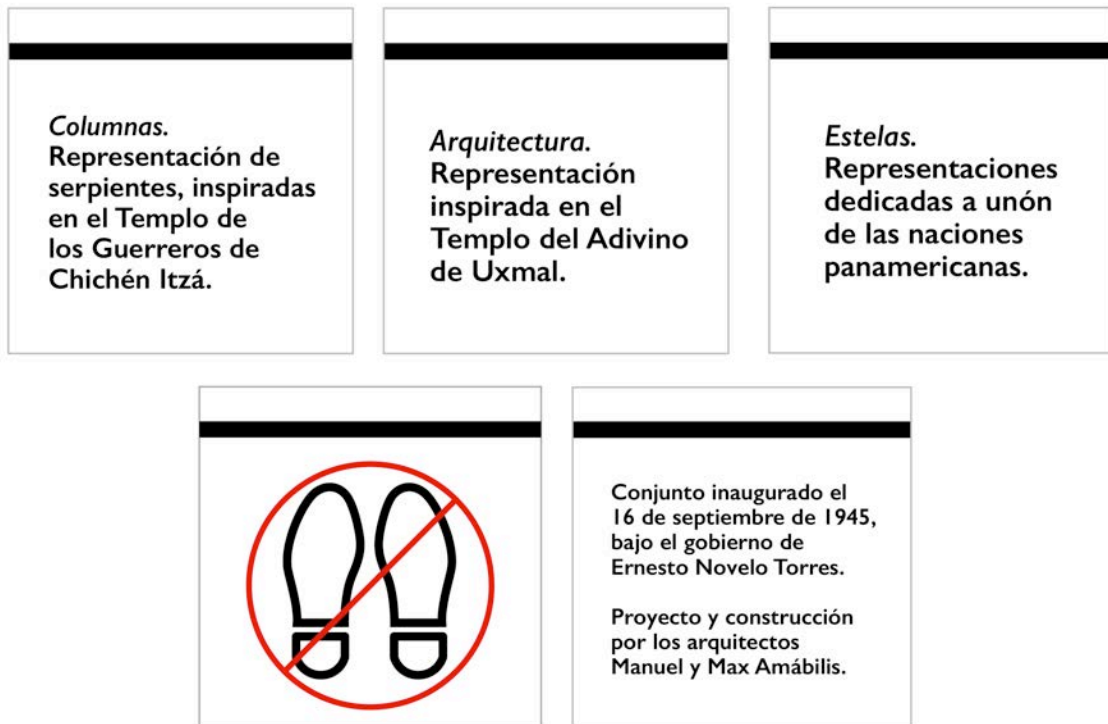 Columnas.
Representación de
serpientes, inspiradas
en el Templo de
los Guerreros de
Chichén Itzá.
Arquitectura.
Representación
inspirada en el
Templo del Adivino
de Uxmal.
Estelas.
Representaciones
dedicadas a unón
de las naciones
panamericanas.
Conjunto inaugurado el
16 de septiembre de 1945,
bajo el gobierno de
Ernesto Novelo Torres.
Proyecto y construcción
por los arquitectos
Manuel y Max Amábilis.